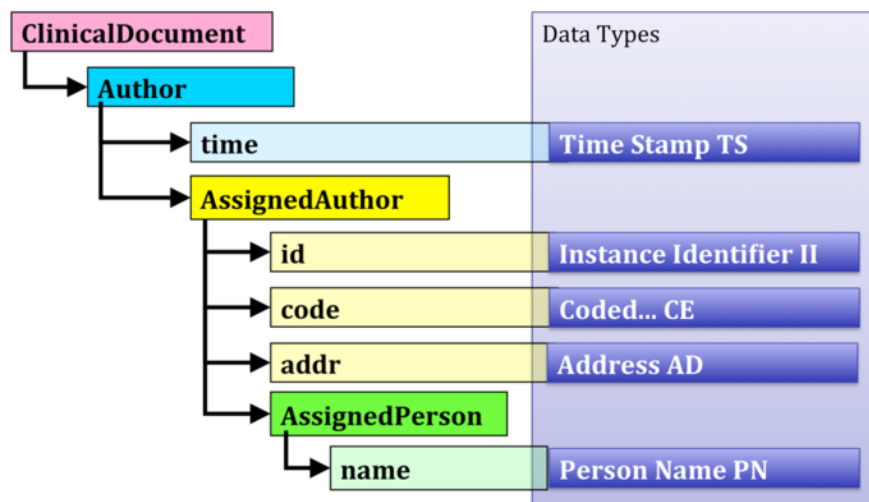 ClinicalDocument
Data Types
Author
time
Time Stamp TS
AssignedAuthor
id
Instance Identifier II
code
Coded... CE
addr
Address AD
AssignedPerson
name
Person Name PN